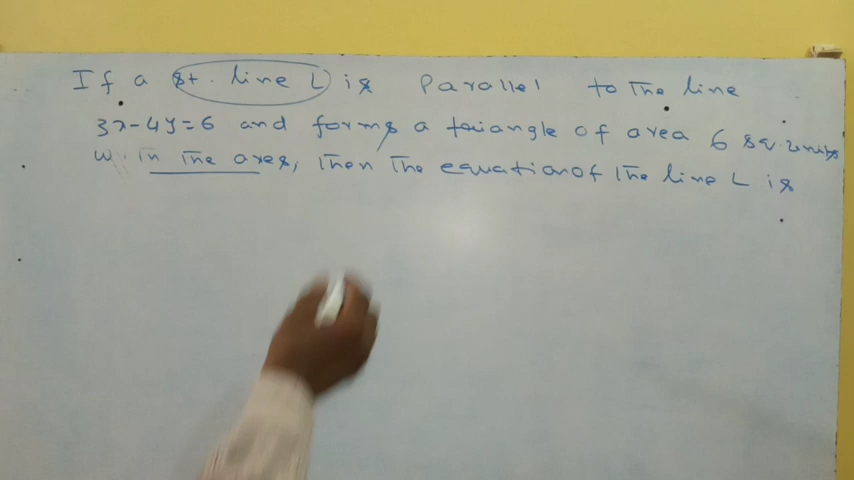 If a st. line L is Parallel to The line
3x-4y=6 and forms a triangle of area 6 sq. units
in The axes, Then The equation of The line L is